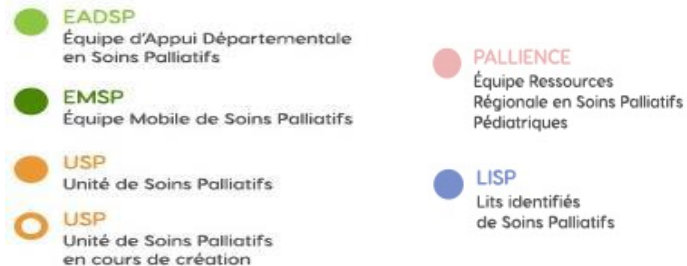 EADSP
Équipe d'Appui Départementale
en Soins Palliatifs
EMSP
Équipe Mobile de Soins Palliatifs
USP
Unité de Soins Palliatifs
USP
Unité de Soins Palliatifs
en cours de création
PALLIENCE
Équipe Ressources
Régionale en Soins Palliatifs
Pédiatriques
LISP
Lits identifiés
de Soins Palliatifs